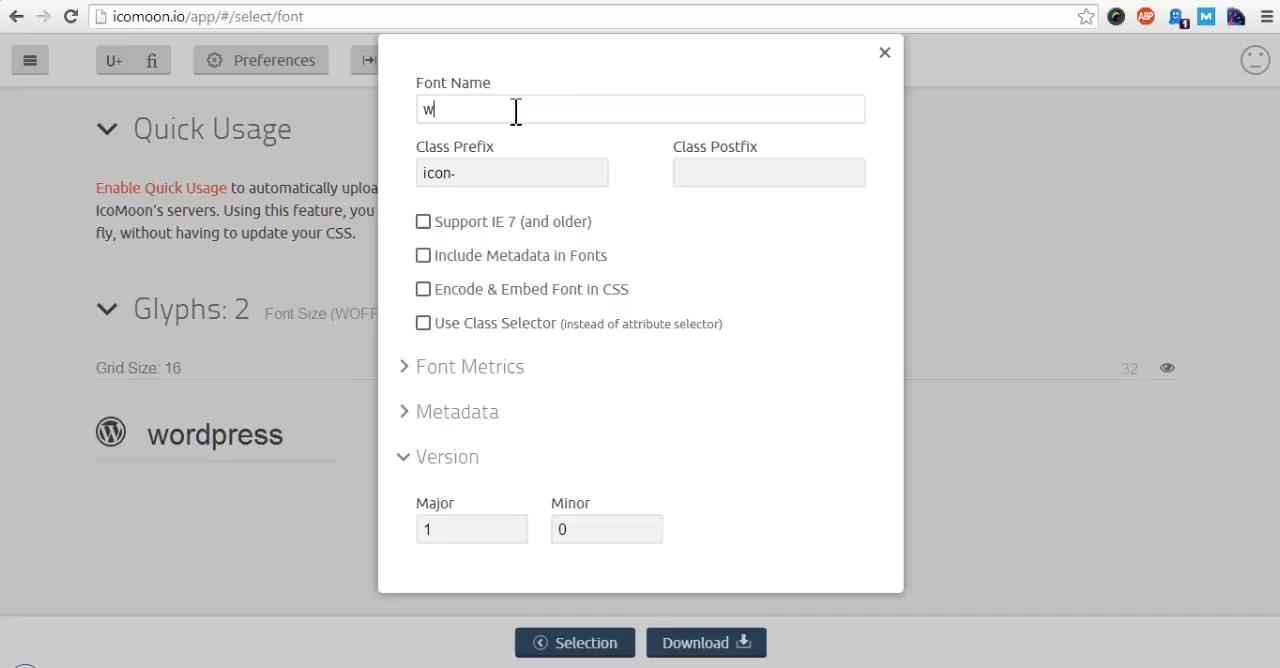 icomoon.io/app/#/select/font
ABP
1
M
U+ fi Preferences
Font Name
w
Quick Usage
Class Prefix Class Postfix
icon-
Enable Quick Usage to automatically uploa
IcoMoon's servers. Using this feature, you
fly, without having to update your CSS.
Support IE 7 (and older)
Include Metadata in Fonts
Encode & Embed Font in CSS
Use Class Selector (instead of attribute selector)
Glyphs: 2 Font Size (WOFF
Grid Size: 16
32
Font Metrics
Metadata
wordpress
Version
Major Minor
1 0
Selection Download